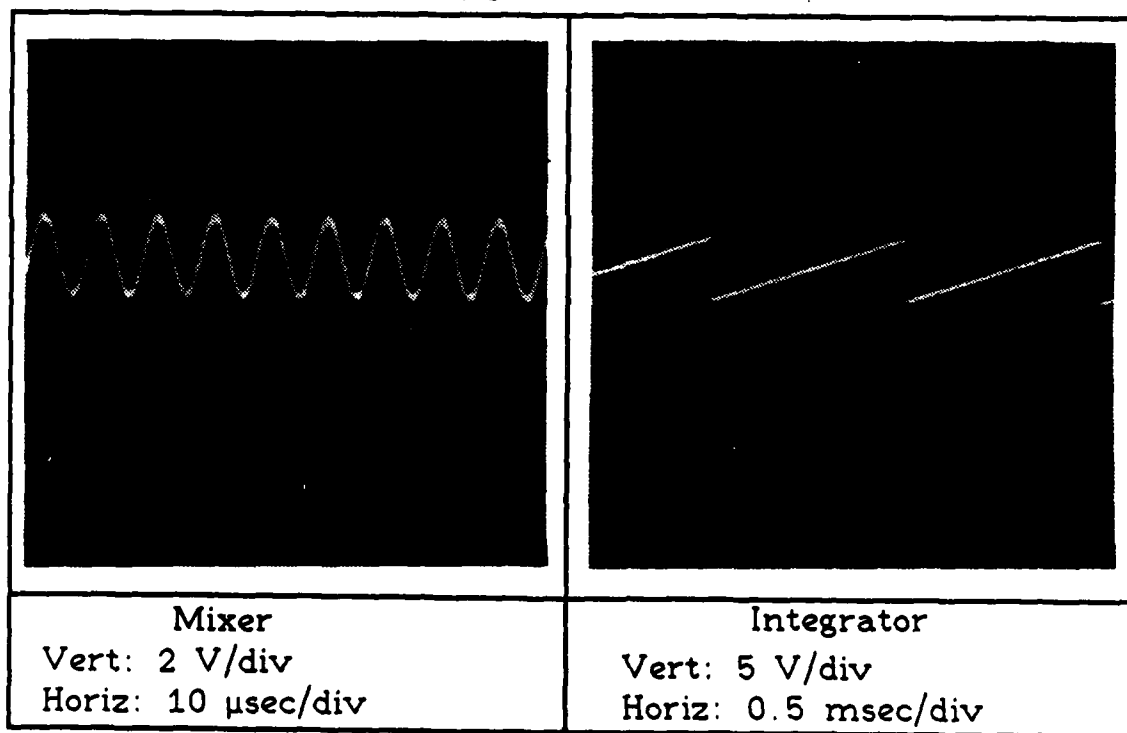 Mixer
Vert: 2 V/div
Horiz: 10 µsec/div
Integrator
Vert: 5 V/div
Horiz: 0.5 msec/div